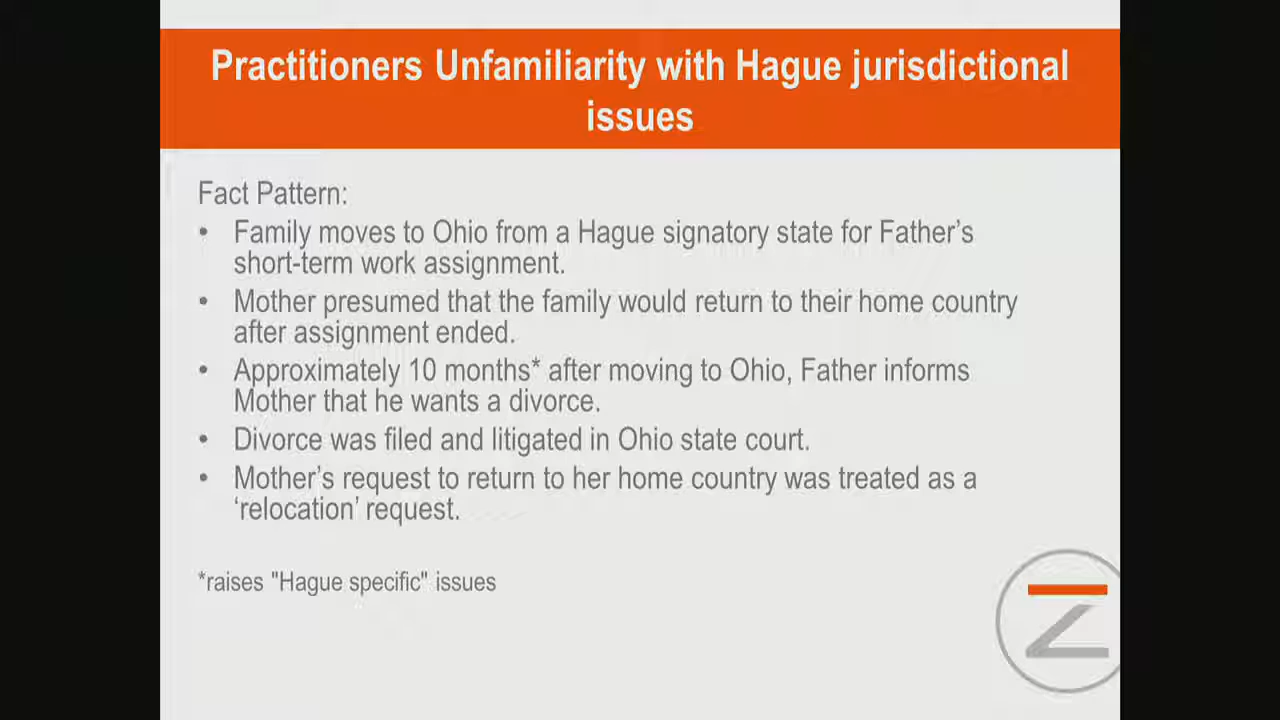 Practitioners Unfamiliarity with Hague jurisdictional
issues
Fact Pattern:
• Family moves to Ohio from a Hague signatory state for Father's
short-term work assignment.
• Mother presumed that the family would return to their home country
after assignment ended.
• Approximately 10 months* after moving to Ohio, Father informs
Mother that he wants a divorce.
• Divorce was filed and litigated in Ohio state court.
• Mother's request to return to her home country was treated as a
'relocation' request.
*raises "Hague specific" issues
Z